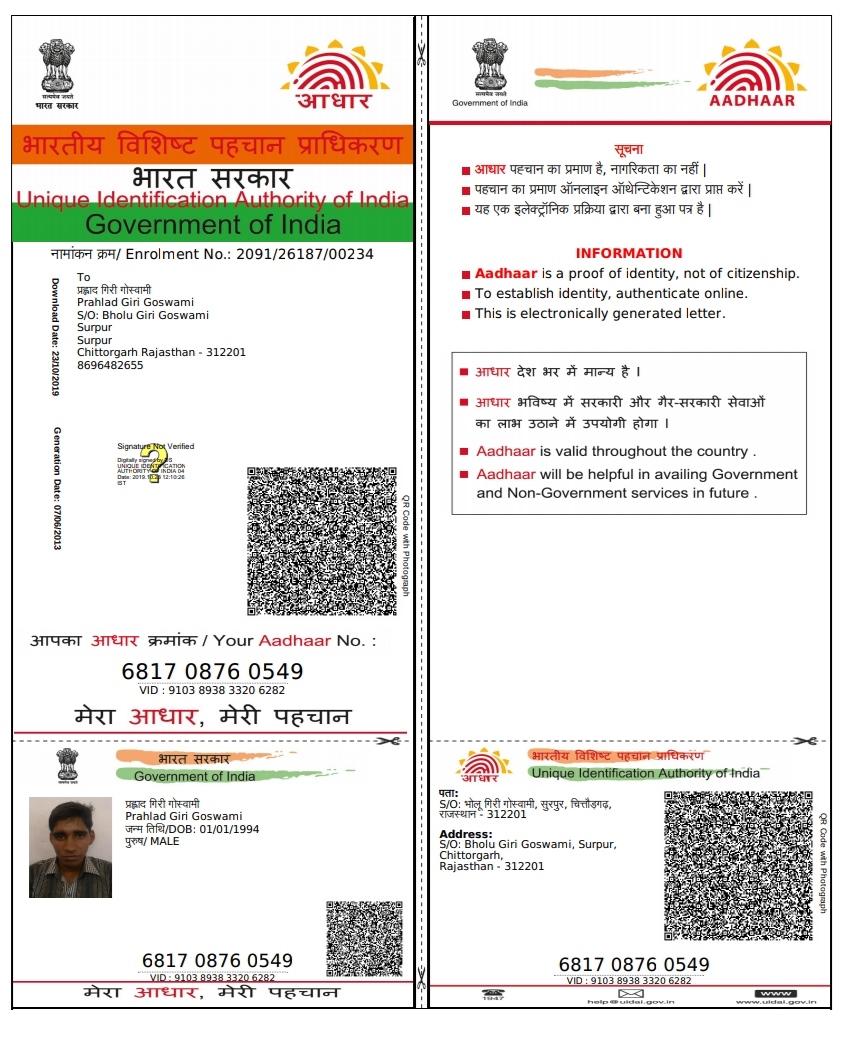 सत्यमेव जयते
भारत सरकार
आधार
भारतीय विशिष्ट पहचान प्राधिकरण
भारत सरकार
Unique Identification Authority of India
Government of India
नामांकन क्रम/ Enrolment No.: 2091/26187/00234
Download Date: 23/10/2019
To
प्रह्लाद गिरी गोस्वामी
Prahlad Giri Goswami
S/O: Bholu Giri Goswami
Surpur
Surpur
Chittorgarh Rajasthan - 312201
8696482655
Generation Date: 07/06/2013
Signature Not Verified
Digitally signed by DS
UNIQUE IDENTIFICATION
AUTHORITY OF INDIA 04
Date: 2019.10.23 12:10:26
IST
QR Code with Photograph
आपका आधार क्रमांक / Your Aadhaar No. :
6817 0876 0549
VID : 9103 8938 3320 6282
मेरा आधार, मेरी पहचान
सत्यमेव जयते
Government of India
AADHAAR
सूचना
आधार पहचान का प्रमाण है, नागरिकता का नहीं |
पहचान का प्रमाण ऑनलाइन ऑथेन्टिकेशन द्वारा प्राप्त करें |
यह एक इलेक्ट्रॉनिक प्रक्रिया द्वारा बना हुआ पत्र है |
INFORMATION
Aadhaar is a proof of identity, not of citizenship.
To establish identity, authenticate online.
This is electronically generated letter.
आधार देश भर में मान्य है ।
आधार भविष्य में सरकारी और गैर-सरकारी सेवाओं
का लाभ उठाने में उपयोगी होगा ।
Aadhaar is valid throughout the country .
Aadhaar will be helpful in availing Government
and Non-Government services in future .
सत्यमेव जयते
भारत सरकार
Government of India
प्रह्लाद गिरी गोस्वामी
Prahlad Giri Goswami
जन्म तिथि/DOB: 01/01/1994
पुरुष/ MALE
6817 0876 0549
VID : 9103 8938 3320 6282
मेरा आधार, मेरी पहचान
आधार
भारतीय विशिष्ट पहचान प्राधिकरण
Unique Identification Authority of India
पता:
S/O: भोलू गिरी गोस्वामी, सुरपुर, चित्तौड़गढ़,
राजस्थान - 312201
Address:
S/O: Bholu Giri Goswami, Surpur,
Chittorgarh,
Rajasthan - 312201
QR Code with Photograph
6817 0876 0549
VID : 9103 8938 3320 6282
1947
help@uidai.gov.in
www
www.uidai.gov.in